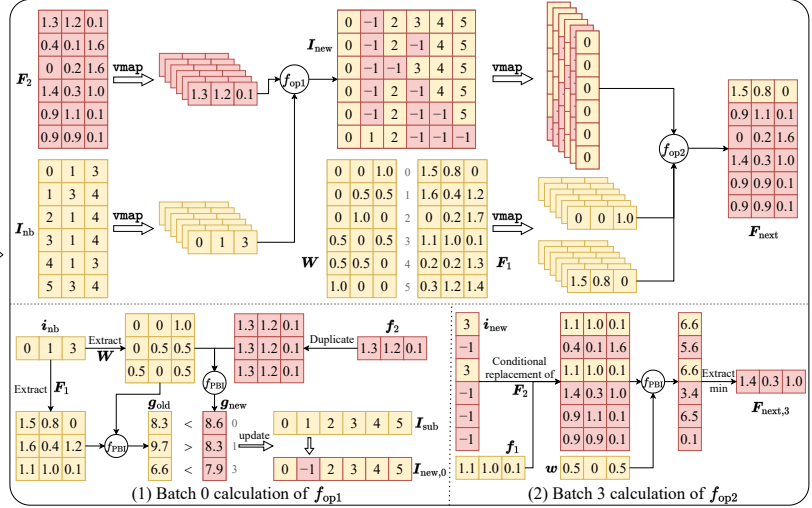 F₂
1.3 1.2 0.1
0.4 0.1 1.6
0 0.2 1.6
1.4 0.3 1.0
0.9 1.1 0.1
0.9 0.9 0.1
vmap
1.3 1.2 0.1
f_op1
I_new
0 −1 2 3 4 5
0 −1 2 −1 4 5
0 −1 −1 3 4 5
0 −1 2 −1 4 5
0 −1 2 −1 −1 5
0 1 2 −1 −1 −1
vmap
0
0
0
0
0
0
f_op2
1.5 0.8 0
0.9 1.1 0.1
0 0.2 1.6
1.4 0.3 1.0
0.9 0.9 0.1
0.9 0.9 0.1
F_next
I_nb
0 1 3
1 3 4
2 1 4
3 1 4
4 1 3
5 3 4
vmap
0 1 3
W
0 0 1.0
0 0.5 0.5
0 1.0 0
0.5 0 0.5
0.5 0.5 0
1.0 0 0
0
1
2
3
4
5
1.5 0.8 0
1.6 0.4 1.2
0 0.2 1.7
1.1 1.0 0.1
0.2 0.2 1.3
0.3 1.2 1.4
F₁
vmap
0 0 1.0
1.5 0.8 0
i_nb
0 1 3
Extract
W
0 0 1.0
0 0.5 0.5
0.5 0 0.5
1.3 1.2 0.1
1.3 1.2 0.1
1.3 1.2 0.1
Duplicate
f₂
1.3 1.2 0.1
Extract F₁
f_PBI
1.5 0.8 0
1.6 0.4 1.2
1.1 1.0 0.1
f_PBI
g_old g_new
8.3 < 8.6 0
9.7 > 8.3 1
6.6 < 7.9 3
update
0 1 2 3 4 5 I_sub
0 −1 2 3 4 5 I_new,0
(1) Batch 0 calculation of f_op1
i_new
3
−1
3
−1
−1
−1
Conditional
replacement of
F₂
f₁
1.1 1.0 0.1
1.1 1.0 0.1
0.4 0.1 1.6
1.1 1.0 0.1
1.4 0.3 1.0
0.9 1.1 0.1
0.9 0.9 0.1
w 0.5 0 0.5
f_PBI
6.6
5.6
6.6
3.4
6.5
0.1
Extract
min
1.4 0.3 1.0
F_next,3
(2) Batch 3 calculation of f_op2